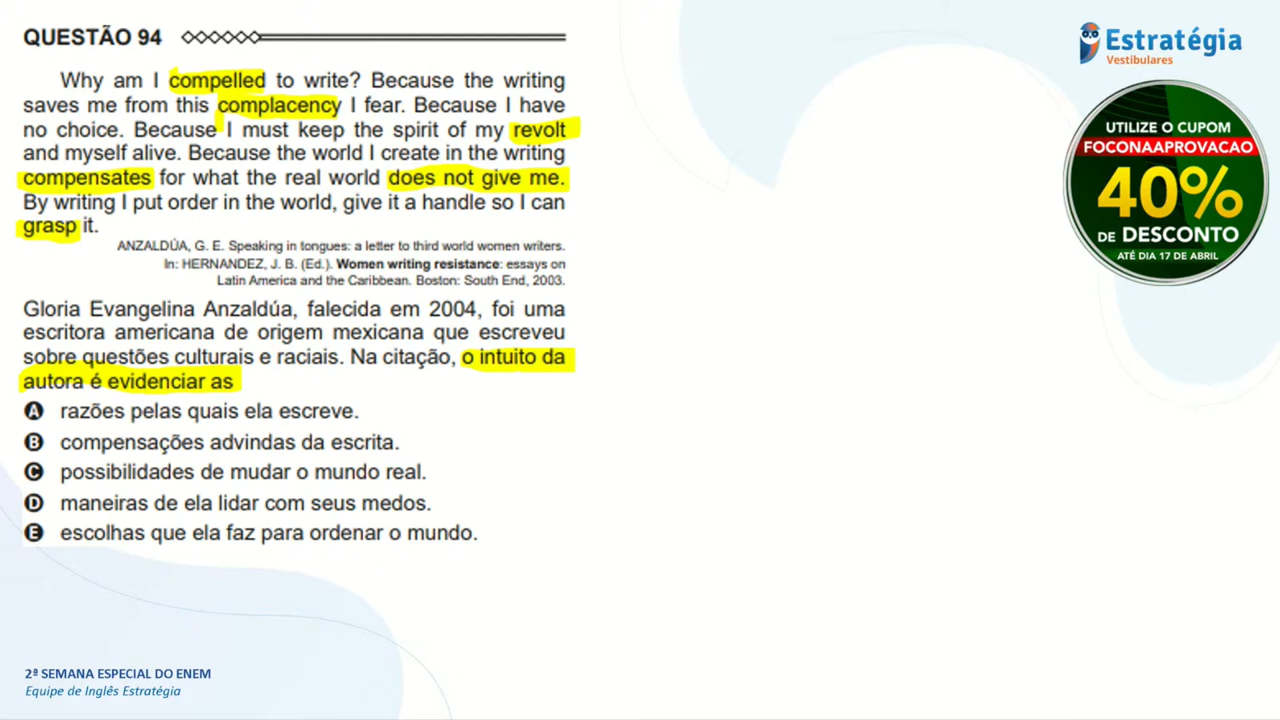 QUESTÃO 94
Why am I compelled to write? Because the writing
saves me from this complacency I fear. Because I have
no choice. Because I must keep the spirit of my revolt
and myself alive. Because the world I create in the writing
compensates for what the real world does not give me.
By writing I put order in the world, give it a handle so I can
grasp it.
ANZALDÚA, G. E. Speaking in tongues: a letter to third world women writers.
In: HERNANDEZ, J. B. (Ed.). Women writing resistance: essays on
Latin America and the Caribbean. Boston: South End, 2003.
Gloria Evangelina Anzaldúa, falecida em 2004, foi uma
escritora americana de origem mexicana que escreveu
sobre questões culturais e raciais. Na citação, o intuito da
autora é evidenciar as
A razões pelas quais ela escreve.
B compensações advindas da escrita.
C possibilidades de mudar o mundo real.
D maneiras de ela lidar com seus medos.
E escolhas que ela faz para ordenar o mundo.
Estratégia
Vestibulares
UTILIZE O CUPOM
FOCONAAPROVACAO
40%
DE DESCONTO
ATÉ DIA 17 DE ABRIL
2ª SEMANA ESPECIAL DO ENEM
Equipe de Inglês Estratégia